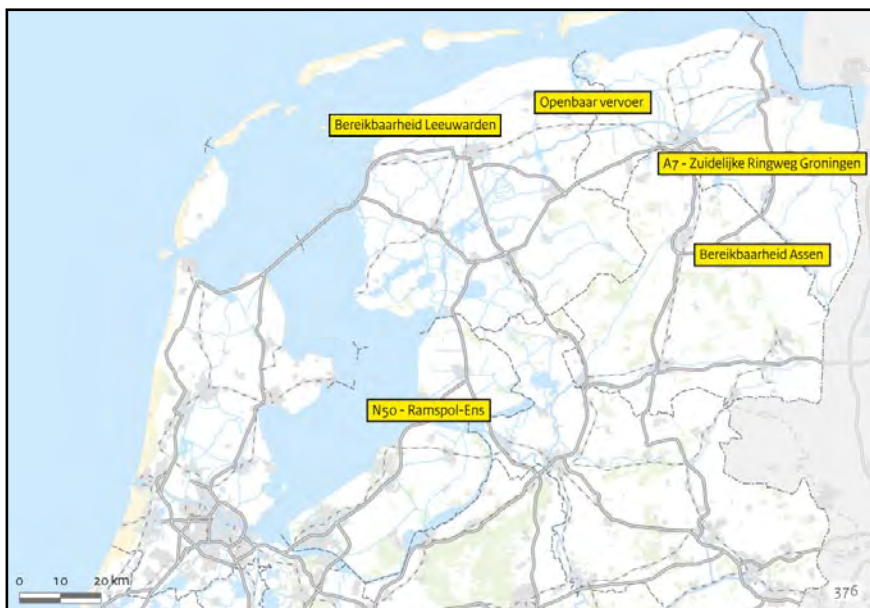 Openbaar vervoer
Bereikbaarheid Leeuwarden
A7 - Zuidelijke Ringweg Groningen
Bereikbaarheid Assen
N50 - Ramspol-Ens
0 10 20 km
376